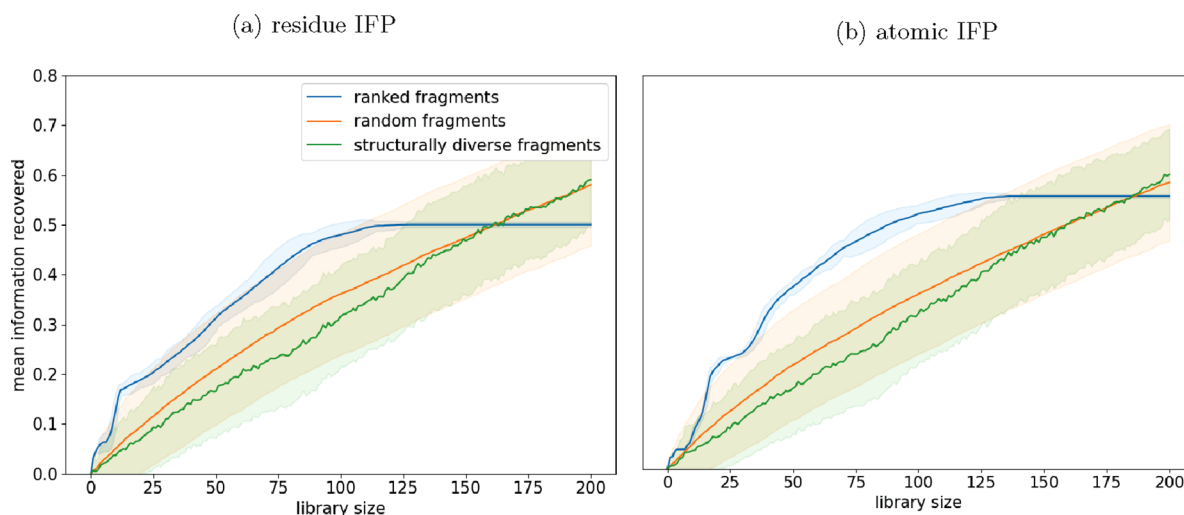 (a) residue IFP
(b) atomic IFP
mean information recovered
0.8
0.7
0.6
0.5
0.4
0.3
0.2
0.1
0.0
ranked fragments
random fragments
structurally diverse fragments
0 25 50 75 100 125 150 175 200
library size
0 25 50 75 100 125 150 175 200
library size